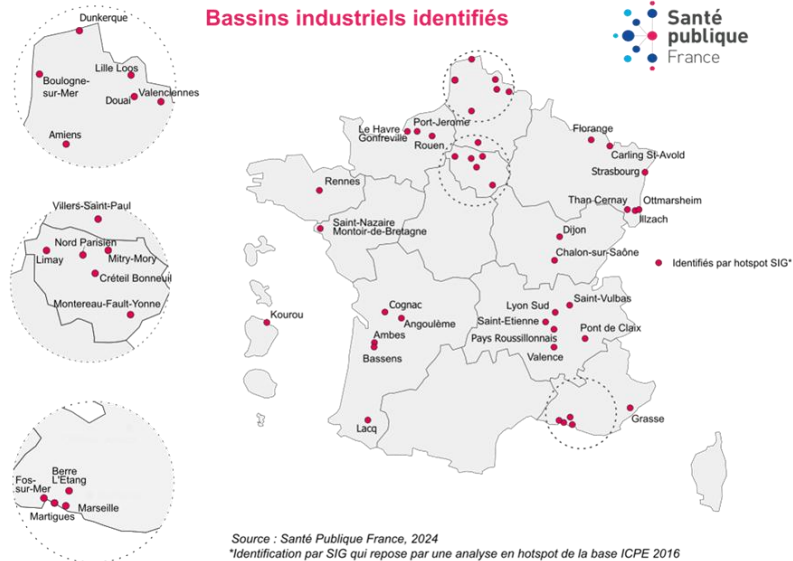 Bassins industriels identifiés
Santé
publique
France
Dunkerque
Lille Loos
Boulogne-
sur-Mer
Douai
Valenciennes
Amiens
Villers-Saint-Paul
Nord Parisien
Limay
Mitry-Mory
Créteil Bonneuil
Montereau-Fault-Yonne
Berre
L'Etang
Fos-
sur-Mer
Marseille
Martigues
Port-Jerome
Le Havre
Gonfreville
Rouen
Florange
Carling St-Avold
Strasbourg
Than Cernay
Ottmarsheim
Illzach
Rennes
Saint-Nazaire
Montoir-de-Bretagne
Dijon
Chalon-sur-Saône
Identifiés par hotspot SIG*
Kourou
Cognac
Angoulème
Ambes
Bassens
Lyon Sud
Saint-Vulbas
Saint-Etienne
Pont de Claix
Pays Roussillonnais
Valence
Lacq
Grasse
Source : Santé Publique France, 2024
*Identification par SIG qui repose par une analyse en hotspot de la base ICPE 2016